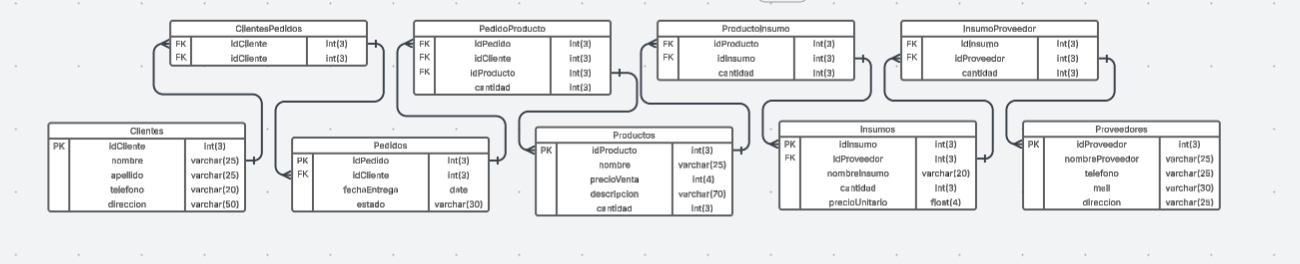 ClientesPedidos
FK idCliente Int(3)
FK idCliente int(3)
PedidoProducto
FK idPedido Int(3)
FK idCliente Int(3)
FK idProducto Int(3)
cantidad Int(3)
ProductoInsumo
FK idProducto Int(3)
FK idInsumo Int(3)
cantidad Int(3)
InsumoProveedor
FK idInsumo Int(3)
FK idProveedor Int(3)
cantidad Int(3)
Clientes
PK idCliente Int(3)
nombre varchar(25)
apellido varchar(25)
telefono varchar(20)
direccion varchar(50)
Pedidos
PK idPedido Int(3)
FK idCliente Int(3)
fechaEntrega date
estado varchar(30)
Productos
PK idProducto Int(3)
nombre varchar(25)
precioVenta Int(4)
descripcion varchar(70)
cantidad Int(3)
Insumos
PK idInsumo Int(3)
FK idProveedor Int(3)
nombreInsumo varchar(20)
cantidad Int(3)
precioUnitario float(4)
Proveedores
PK idProveedor Int(3)
nombreProveedor varchar(25)
telefono varchar(25)
mail varchar(30)
direccion varchar(25)